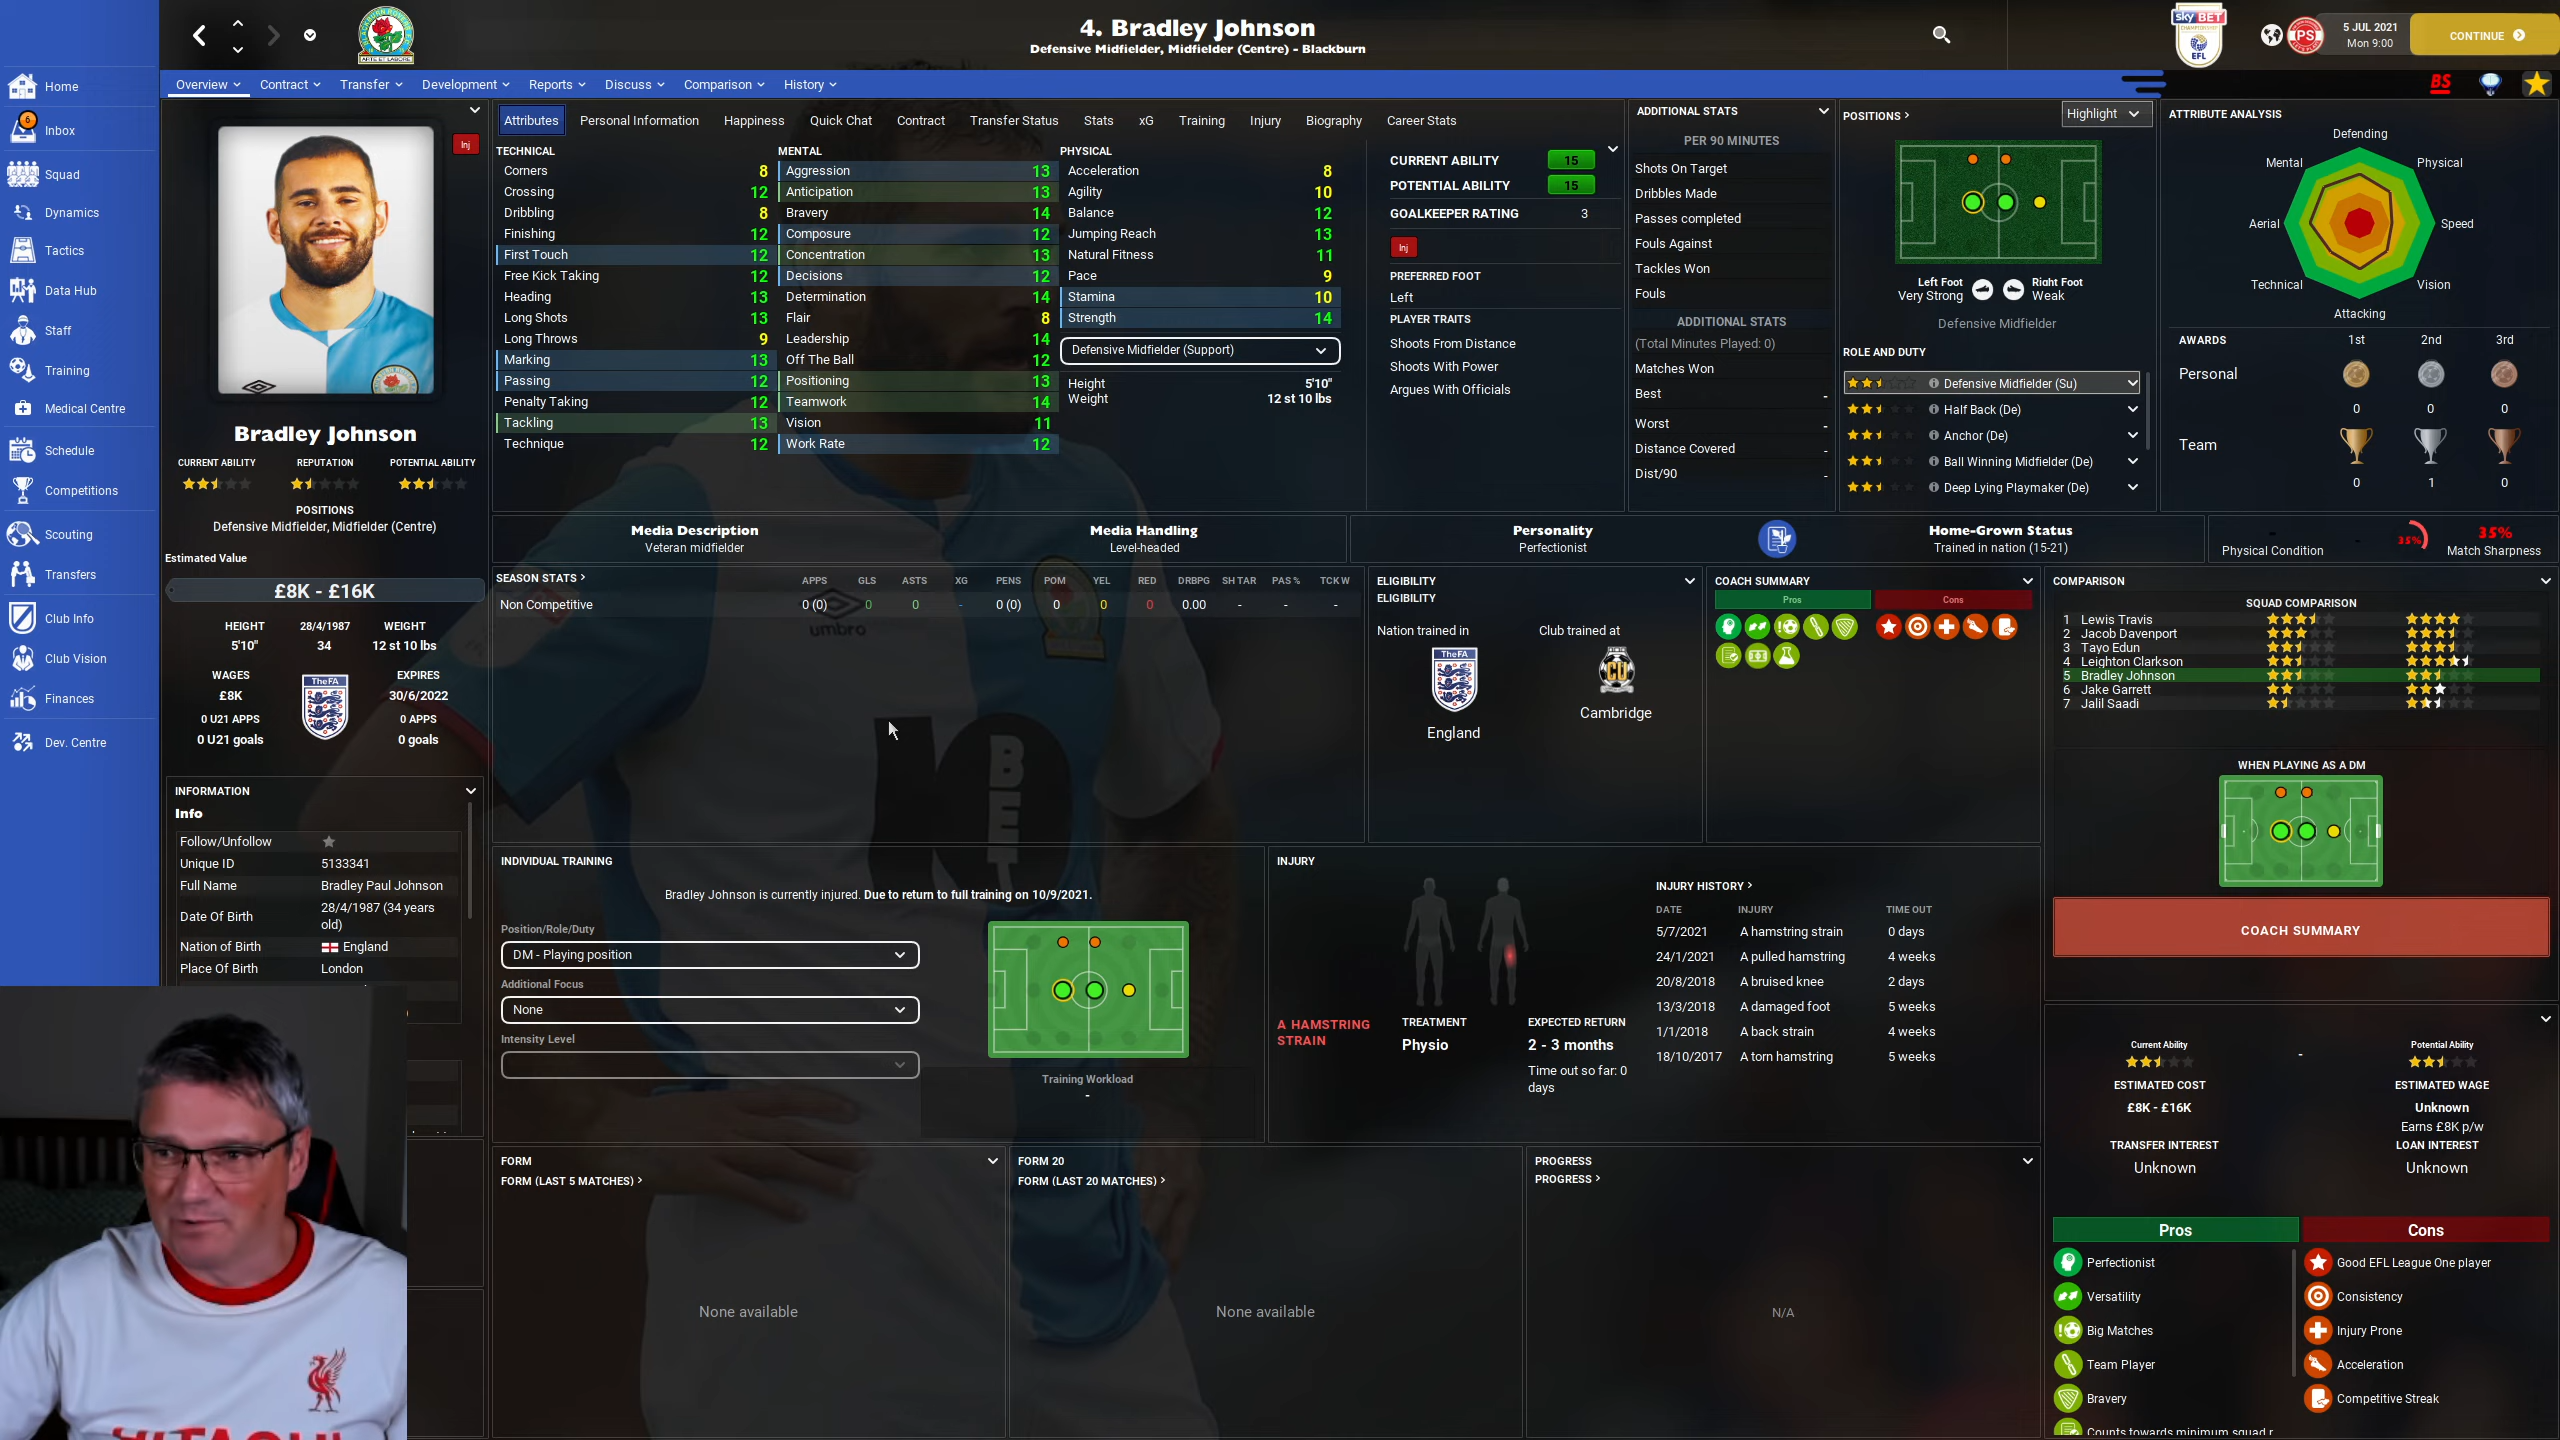 4. Bradley Johnson
Defensive Midfielder, Midfielder (Centre) - Blackburn
5 JUL 2021
Mon 9:00
CONTINUE
Home
6
Inbox
Squad
Dynamics
Tactics
Data Hub
Staff
Training
Medical Centre
Schedule
Competitions
Scouting
Transfers
Club Info
Club Vision
Finances
Dev. Centre
Overview Contract Transfer Development Reports Discuss Comparison History
BS
Inj
Bradley Johnson
CURRENT ABILITY REPUTATION POTENTIAL ABILITY
POSITIONS
Defensive Midfielder, Midfielder (Centre)
Estimated Value
£8K - £16K
HEIGHT 28/4/1987 WEIGHT
5'10" 34 12 st 10 lbs
WAGES EXPIRES
£8K 30/6/2022
0 U21 APPS 0 APPS
0 U21 goals 0 goals
INFORMATION
Info
Follow/Unfollow
Unique ID 5133341
Full Name Bradley Paul Johnson
Date Of Birth 28/4/1987 (34 years old)
Nation of Birth England
Place Of Birth London
Attributes Personal Information Happiness Quick Chat Contract Transfer Status Stats xG Training Injury Biography Career Stats
TECHNICAL
Corners 8
Crossing 12
Dribbling 8
Finishing 12
First Touch 12
Free Kick Taking 12
Heading 13
Long Shots 13
Long Throws 9
Marking 13
Passing 12
Penalty Taking 12
Tackling 13
Technique 12
MENTAL
Aggression 13
Anticipation 13
Bravery 14
Composure 12
Concentration 13
Decisions 12
Determination 14
Flair 8
Leadership 14
Off The Ball 12
Positioning 13
Teamwork 14
Vision 11
Work Rate 12
PHYSICAL
Acceleration 8
Agility 10
Balance 12
Jumping Reach 13
Natural Fitness 11
Pace 9
Stamina 10
Strength 14
Defensive Midfielder (Support)
Height 5'10"
Weight 12 st 10 lbs
CURRENT ABILITY 15
POTENTIAL ABILITY 15
GOALKEEPER RATING 3
Inj
PREFERRED FOOT
Left
PLAYER TRAITS
Shoots From Distance
Shoots With Power
Argues With Officials
ADDITIONAL STATS
PER 90 MINUTES
Shots On Target
Dribbles Made
Passes completed
Fouls Against
Tackles Won
Fouls
ADDITIONAL STATS
(Total Minutes Played: 0)
Matches Won
Best -
Worst -
Distance Covered -
Dist/90 -
POSITIONS Highlight
Left Foot Right Foot
Very Strong Weak
Defensive Midfielder
ROLE AND DUTY
Defensive Midfielder (Su)
Half Back (De)
Anchor (De)
Ball Winning Midfielder (De)
Deep Lying Playmaker (De)
ATTRIBUTE ANALYSIS
Defending
Mental Physical
Aerial Speed
Technical Vision
Attacking
AWARDS 1st 2nd 3rd
Personal
0 0 0
Team
0 1 0
Media Description
Veteran midfielder
Media Handling
Level-headed
Personality
Perfectionist
Home-Grown Status
Trained in nation (15-21)
-
Physical Condition
35% 35%
Match Sharpness
SEASON STATS APPS GLS ASTS XG PENS POM YEL RED DRBPG SH TAR PAS % TCK W
Non Competitive 0 (0) 0 0 - 0 (0) 0 0 0 0.00 - - -
umbro
BET
ELIGIBILITY
ELIGIBILITY
Nation trained in Club trained at
England Cambridge
COACH SUMMARY
Pros Cons
COMPARISON
SQUAD COMPARISON
1 Lewis Travis
2 Jacob Davenport
3 Tayo Edun
4 Leighton Clarkson
5 Bradley Johnson
6 Jake Garrett
7 Jalil Saadi
WHEN PLAYING AS A DM
COACH SUMMARY
INDIVIDUAL TRAINING
Bradley Johnson is currently injured. Due to return to full training on 10/9/2021.
Position/Role/Duty
DM - Playing position
Additional Focus
None
Intensity Level
Training Workload
-
INJURY
A HAMSTRING STRAIN
TREATMENT
Physio
EXPECTED RETURN
2 - 3 months
Time out so far: 0 days
INJURY HISTORY
DATE INJURY TIME OUT
5/7/2021 A hamstring strain 0 days
24/1/2021 A pulled hamstring 4 weeks
20/8/2018 A bruised knee 2 days
13/3/2018 A damaged foot 5 weeks
1/1/2018 A back strain 4 weeks
18/10/2017 A torn hamstring 5 weeks
Current Ability - Potential Ability
ESTIMATED COST ESTIMATED WAGE
£8K - £16K Unknown
Earns £8K p/w
TRANSFER INTEREST LOAN INTEREST
Unknown Unknown
FORM
FORM (LAST 5 MATCHES)
None available
FORM 20
FORM (LAST 20 MATCHES)
None available
PROGRESS
PROGRESS
N/A
Pros
Perfectionist
Versatility
Big Matches
Team Player
Bravery
Counts towards minimum squad r
Cons
Good EFL League One player
Consistency
Injury Prone
Acceleration
Competitive Streak